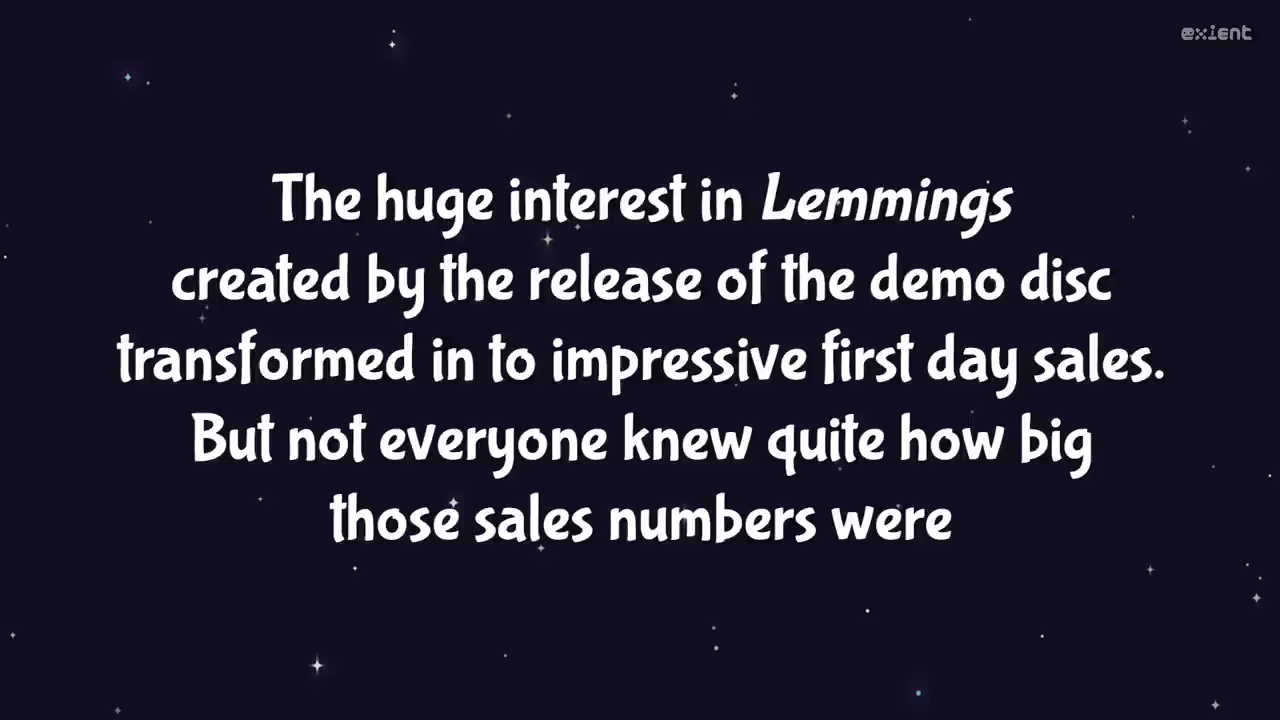 exient
The huge interest in Lemmings
created by the release of the demo disc
transformed in to impressive first day sales.
But not everyone knew quite how big
those sales numbers were